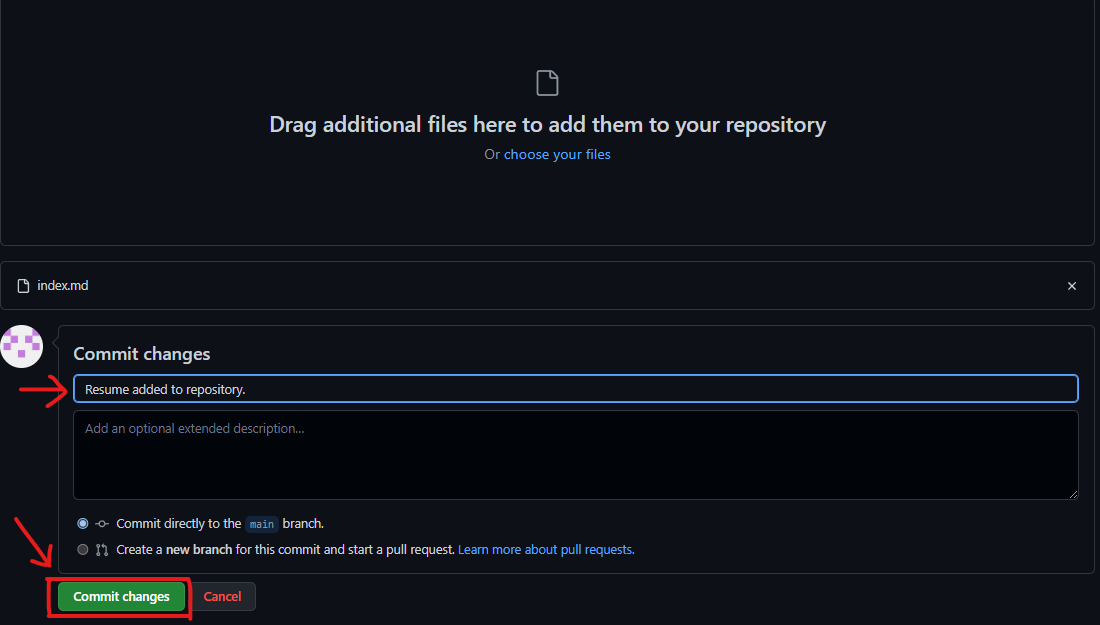 Drag additional files here to add them to your repository
Or choose your files
index.md
Commit changes
Resume added to repository.
Add an optional extended description...
Commit directly to the main branch.
Create a new branch for this commit and start a pull request. Learn more about pull requests.
Commit changes Cancel